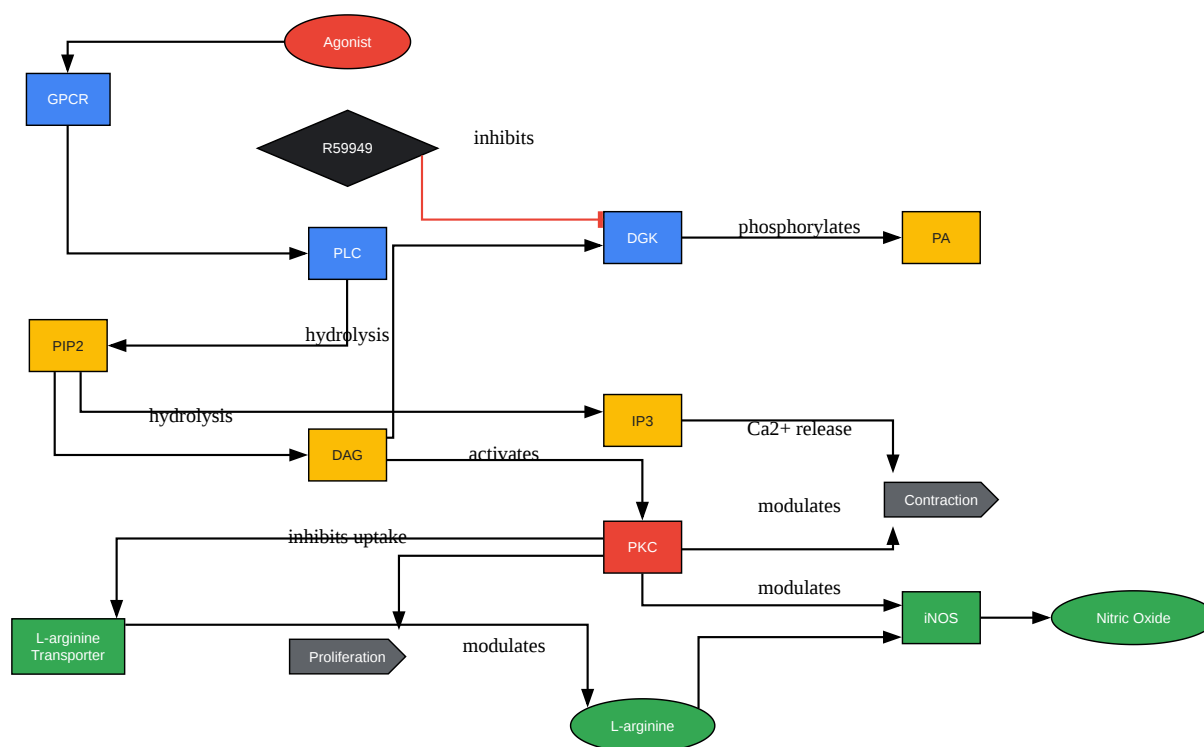 Agonist
GPCR
R59949
inhibits
PLC
DGK
phosphorylates
PA
hydrolysis
PIP2
hydrolysis
IP3
Ca2+ release
DAG
activates
Contraction
modulates
inhibits uptake
PKC
modulates
iNOS
Nitric Oxide
L-arginine
Transporter
Proliferation
modulates
L-arginine